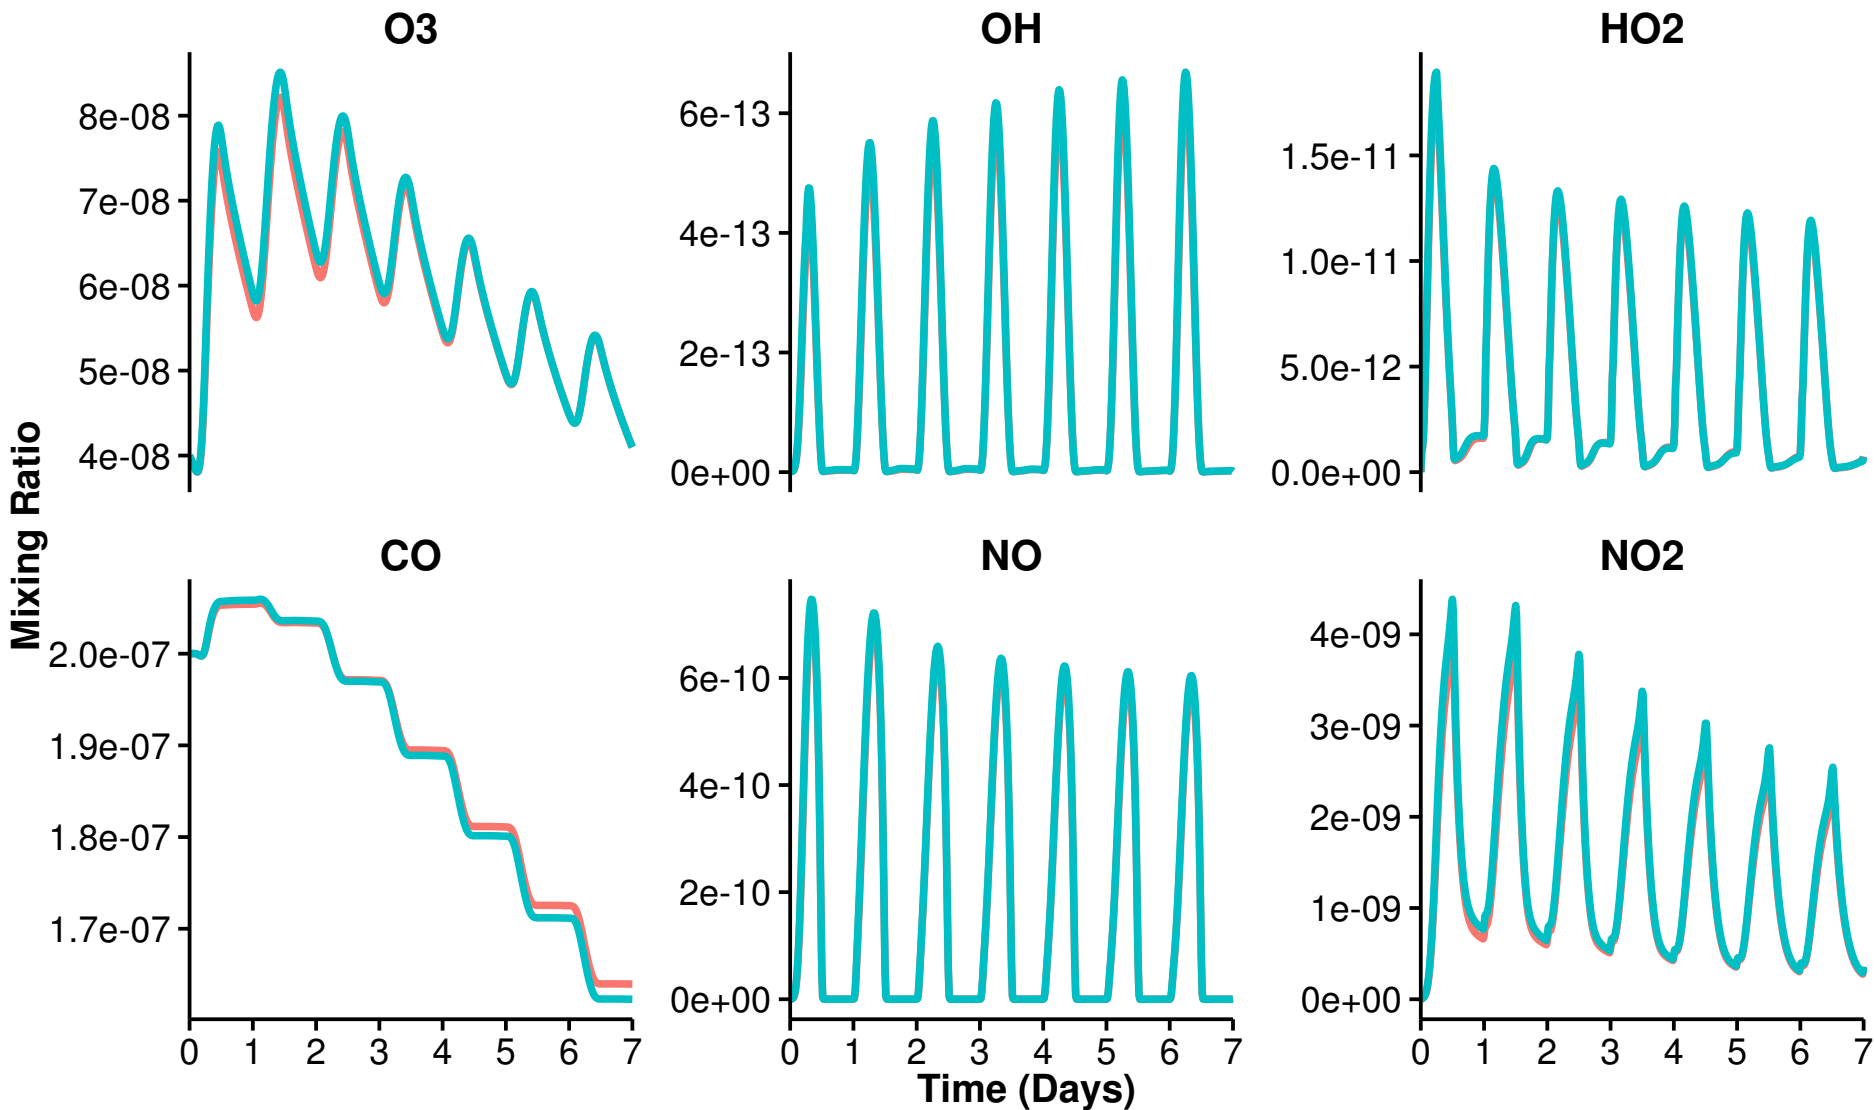 O3
OH
HO2
8e-08
7e-08
6e-08
5e-08
4e-08
6e-13
4e-13
2e-13
0e+00
1.5e-11
1.0e-11
5.0e-12
0.0e+00
Mixing Ratio
CO
NO
NO2
2.0e-07
1.9e-07
1.8e-07
1.7e-07
6e-10
4e-10
2e-10
0e+00
4e-09
3e-09
2e-09
1e-09
0e+00
0 1 2 3 4 5 6 7
0 1 2 3 4 5 6 7
0 1 2 3 4 5 6 7
Time (Days)